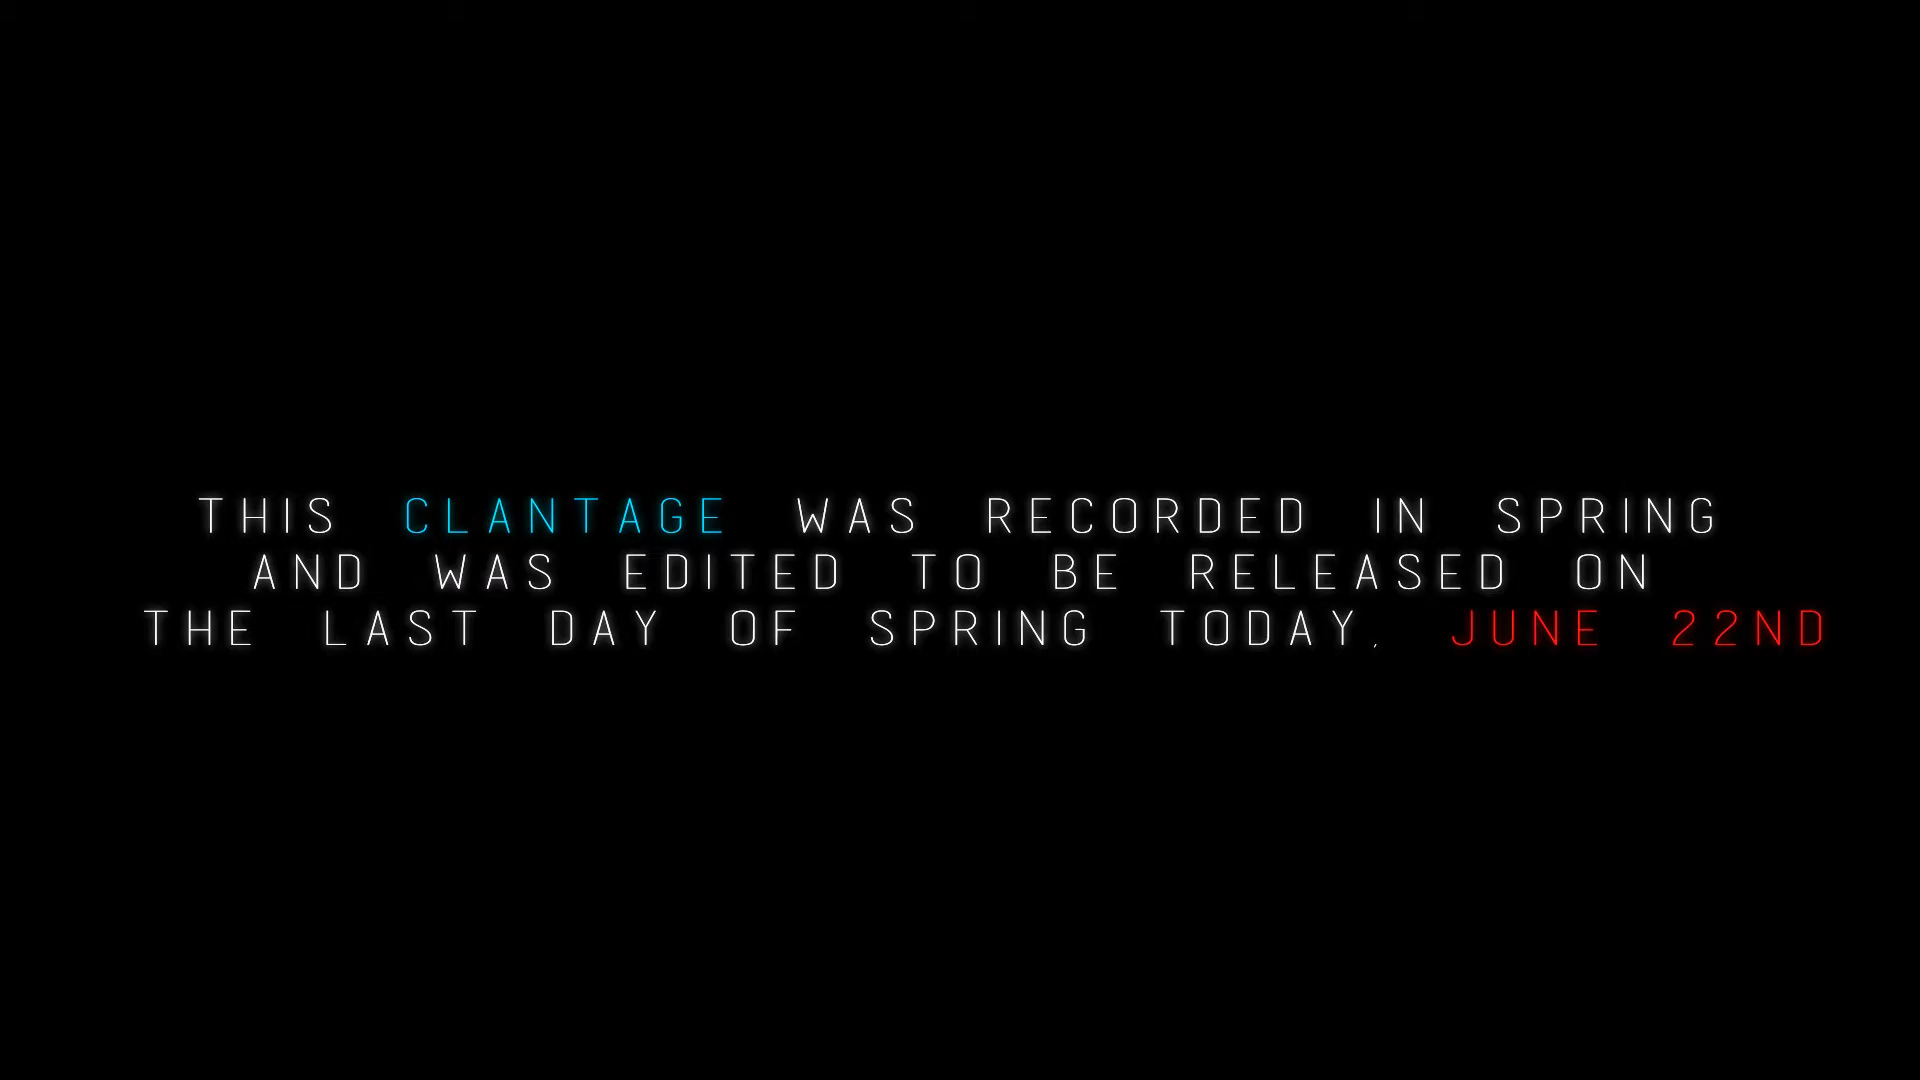 THIS CLANTAGE WAS RECORDED IN SPRING
AND WAS EDITED TO BE RELEASED ON
THE LAST DAY OF SPRING TODAY, JUNE 22ND